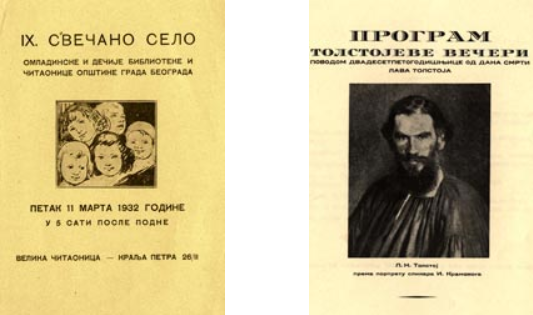 IX. СВЕЧАНО СЕЛО
ОМЛАДИНСКЕ И ДЕЧИЈЕ БИБЛИОТЕКЕ И
ЧИТАОНИЦЕ ОПШТИНЕ ГРАДА БЕОГРАДА
ПЕТАК 11 МАРТА 1932 ГОДИНЕ
У 5 САТИ ПОСЛЕ ПОДНЕ
ВЕЛИКА ЧИТАОНИЦА — КРАЉА ПЕТРА 26/II
ПРОГРАМ
ТОЛСТОЈЕВЕ ВЕЧЕРИ
ПОВОДОМ ДВАДЕСЕТПЕТОГОДИШЊИЦЕ ОД ДАНА СМРТИ
ЛАВА ТОЛСТОЈА
Л. Н. Толстој
према портрету сликара И. Крамскога